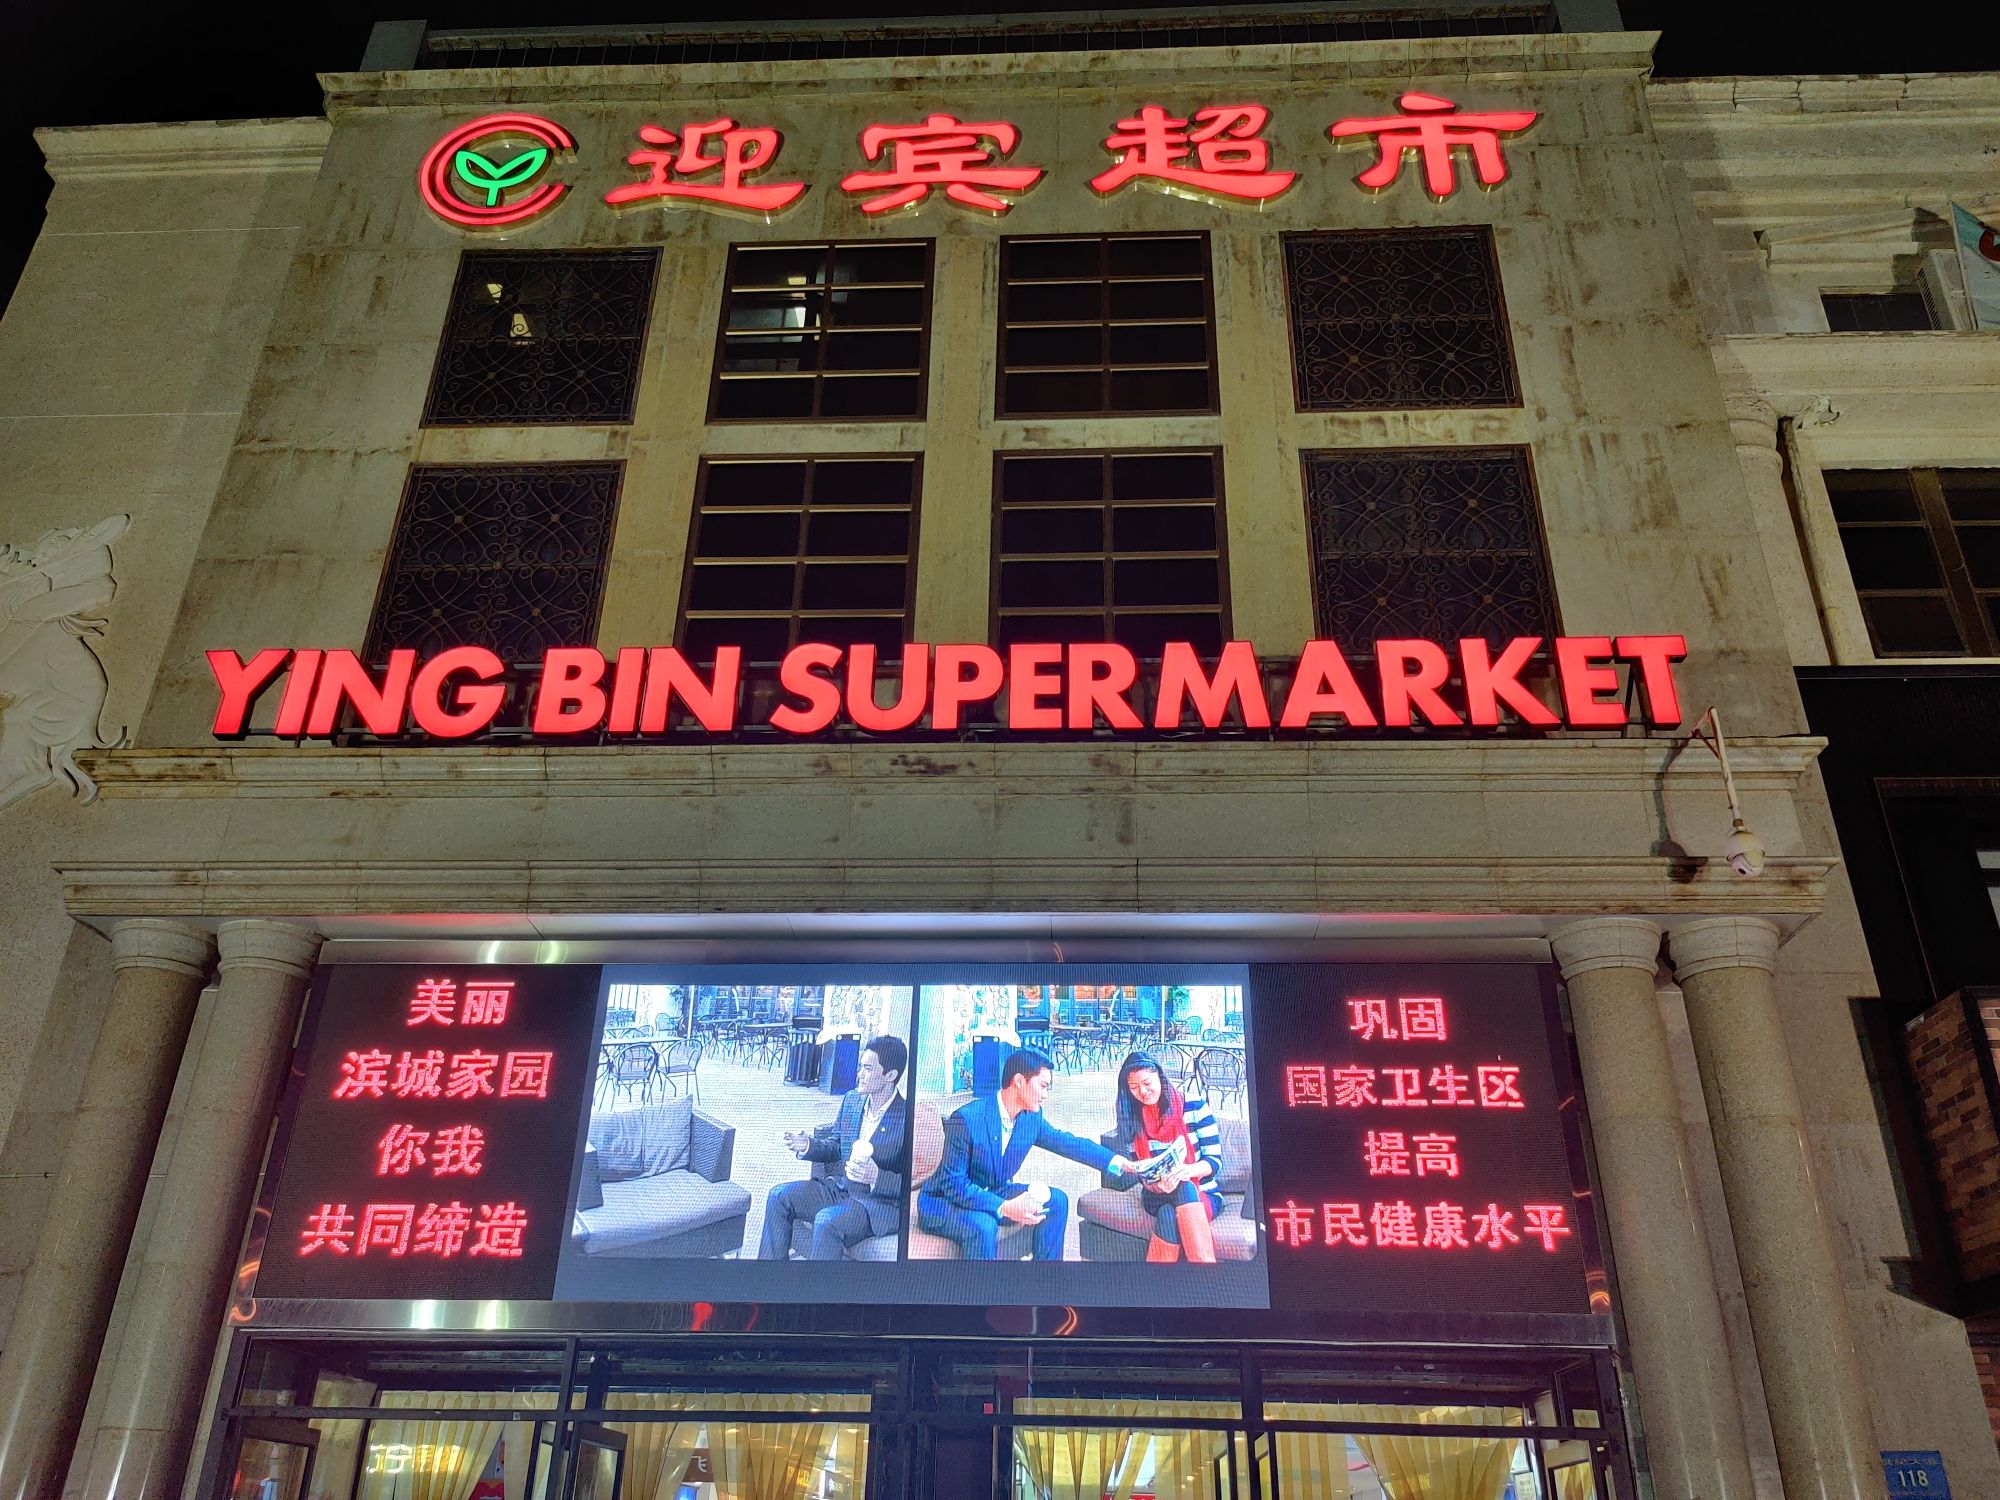 迎宾超市
YING BIN SUPERMARKET
美丽
滨城家园
你我
共同缔造
巩固
国家卫生区
提高
市民健康水平
118